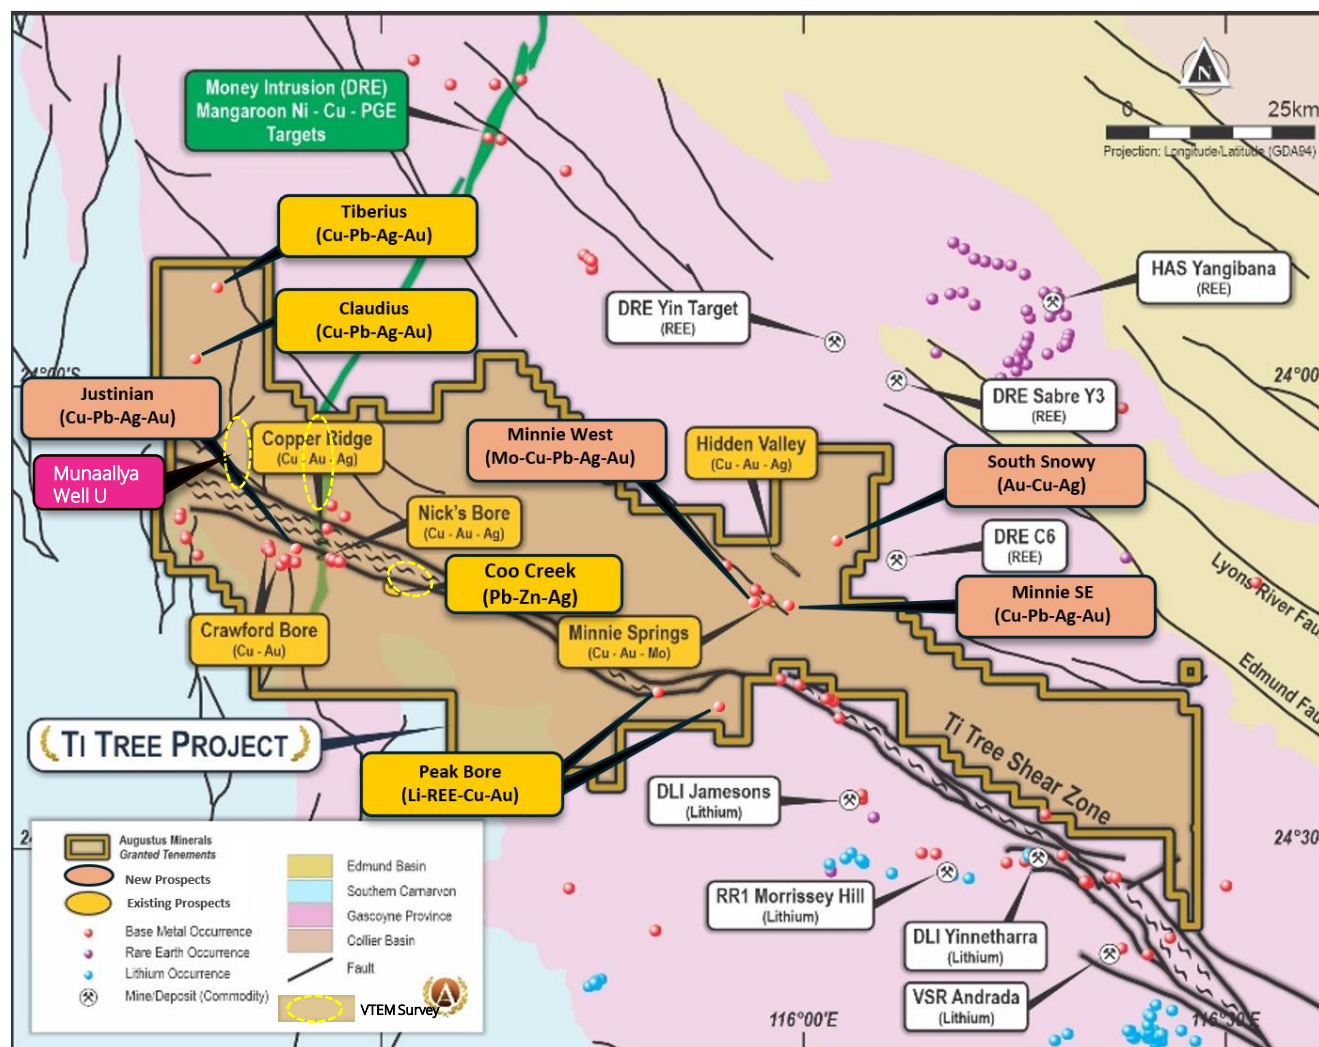 Money Intrusion (DRE)
Mangaroon Ni - Cu - PGE
Targets
N
0 25km
Projection: Longitude/Latitude (GDA94)
Tiberius
(Cu-Pb-Ag-Au)
HAS Yangibana
(REE)
Claudius
(Cu-Pb-Ag-Au)
DRE Yin Target
(REE)
24°00'S
24°00'
Justinian
(Cu-Pb-Ag-Au)
DRE Sabre Y3
(REE)
Copper Ridge
(Cu - Au - Ag)
Minnie West
(Mo-Cu-Pb-Ag-Au)
Hidden Valley
(Cu - Au - Ag)
South Snowy
(Au-Cu-Ag)
Munaallya
Well U
Nick's Bore
(Cu - Au - Ag)
DRE C6
(REE)
Coo Creek
(Pb-Zn-Ag)
Lyons River Fau
Minnie SE
(Cu-Pb-Ag-Au)
Crawford Bore
(Cu - Au)
Minnie Springs
(Cu - Au - Mo)
Edmund Fau
TI TREE PROJECT
Ti Tree Shear Zone
Peak Bore
(Li-REE-Cu-Au)
DLI Jamesons
(Lithium)
24°30
RR1 Morrissey Hill
(Lithium)
DLI Yinnetharra
(Lithium)
VSR Andrada
(Lithium)
116°00'E
116°30'E
Augustus Minerals
Granted Tenements
New Prospects
Existing Prospects
Base Metal Occurrence
Rare Earth Occurrence
Lithium Occurrence
Mine/Deposit (Commodity)
Edmund Basin
Southern Carnarvon
Gascoyne Province
Collier Basin
Fault
VTEM Survey
A